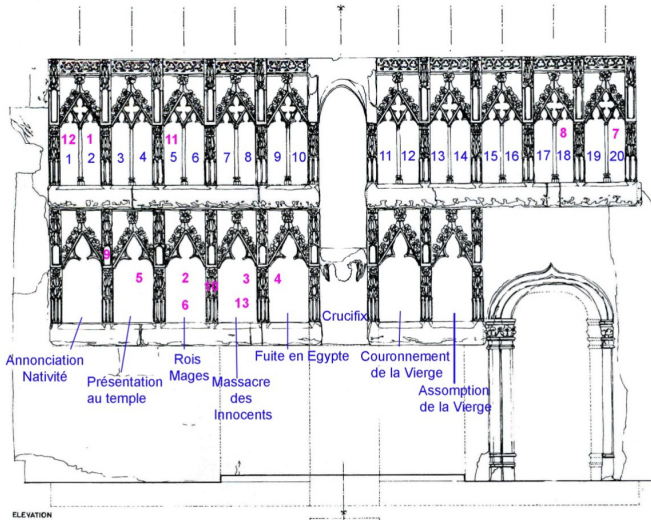 12 1 11 8 7
1 2 3 4 5 6 7 8 9 10 11 12 13 14 15 16 17 18 19 20
9
5 2 3 4
6 13
Crucifix
Annonciation
Nativité
Présentation
au temple
Rois
Mages
Massacre
des
Innocents
Fuite en Egypte
Couronnement
de la Vierge
Assomption
de la Vierge
ELEVATION